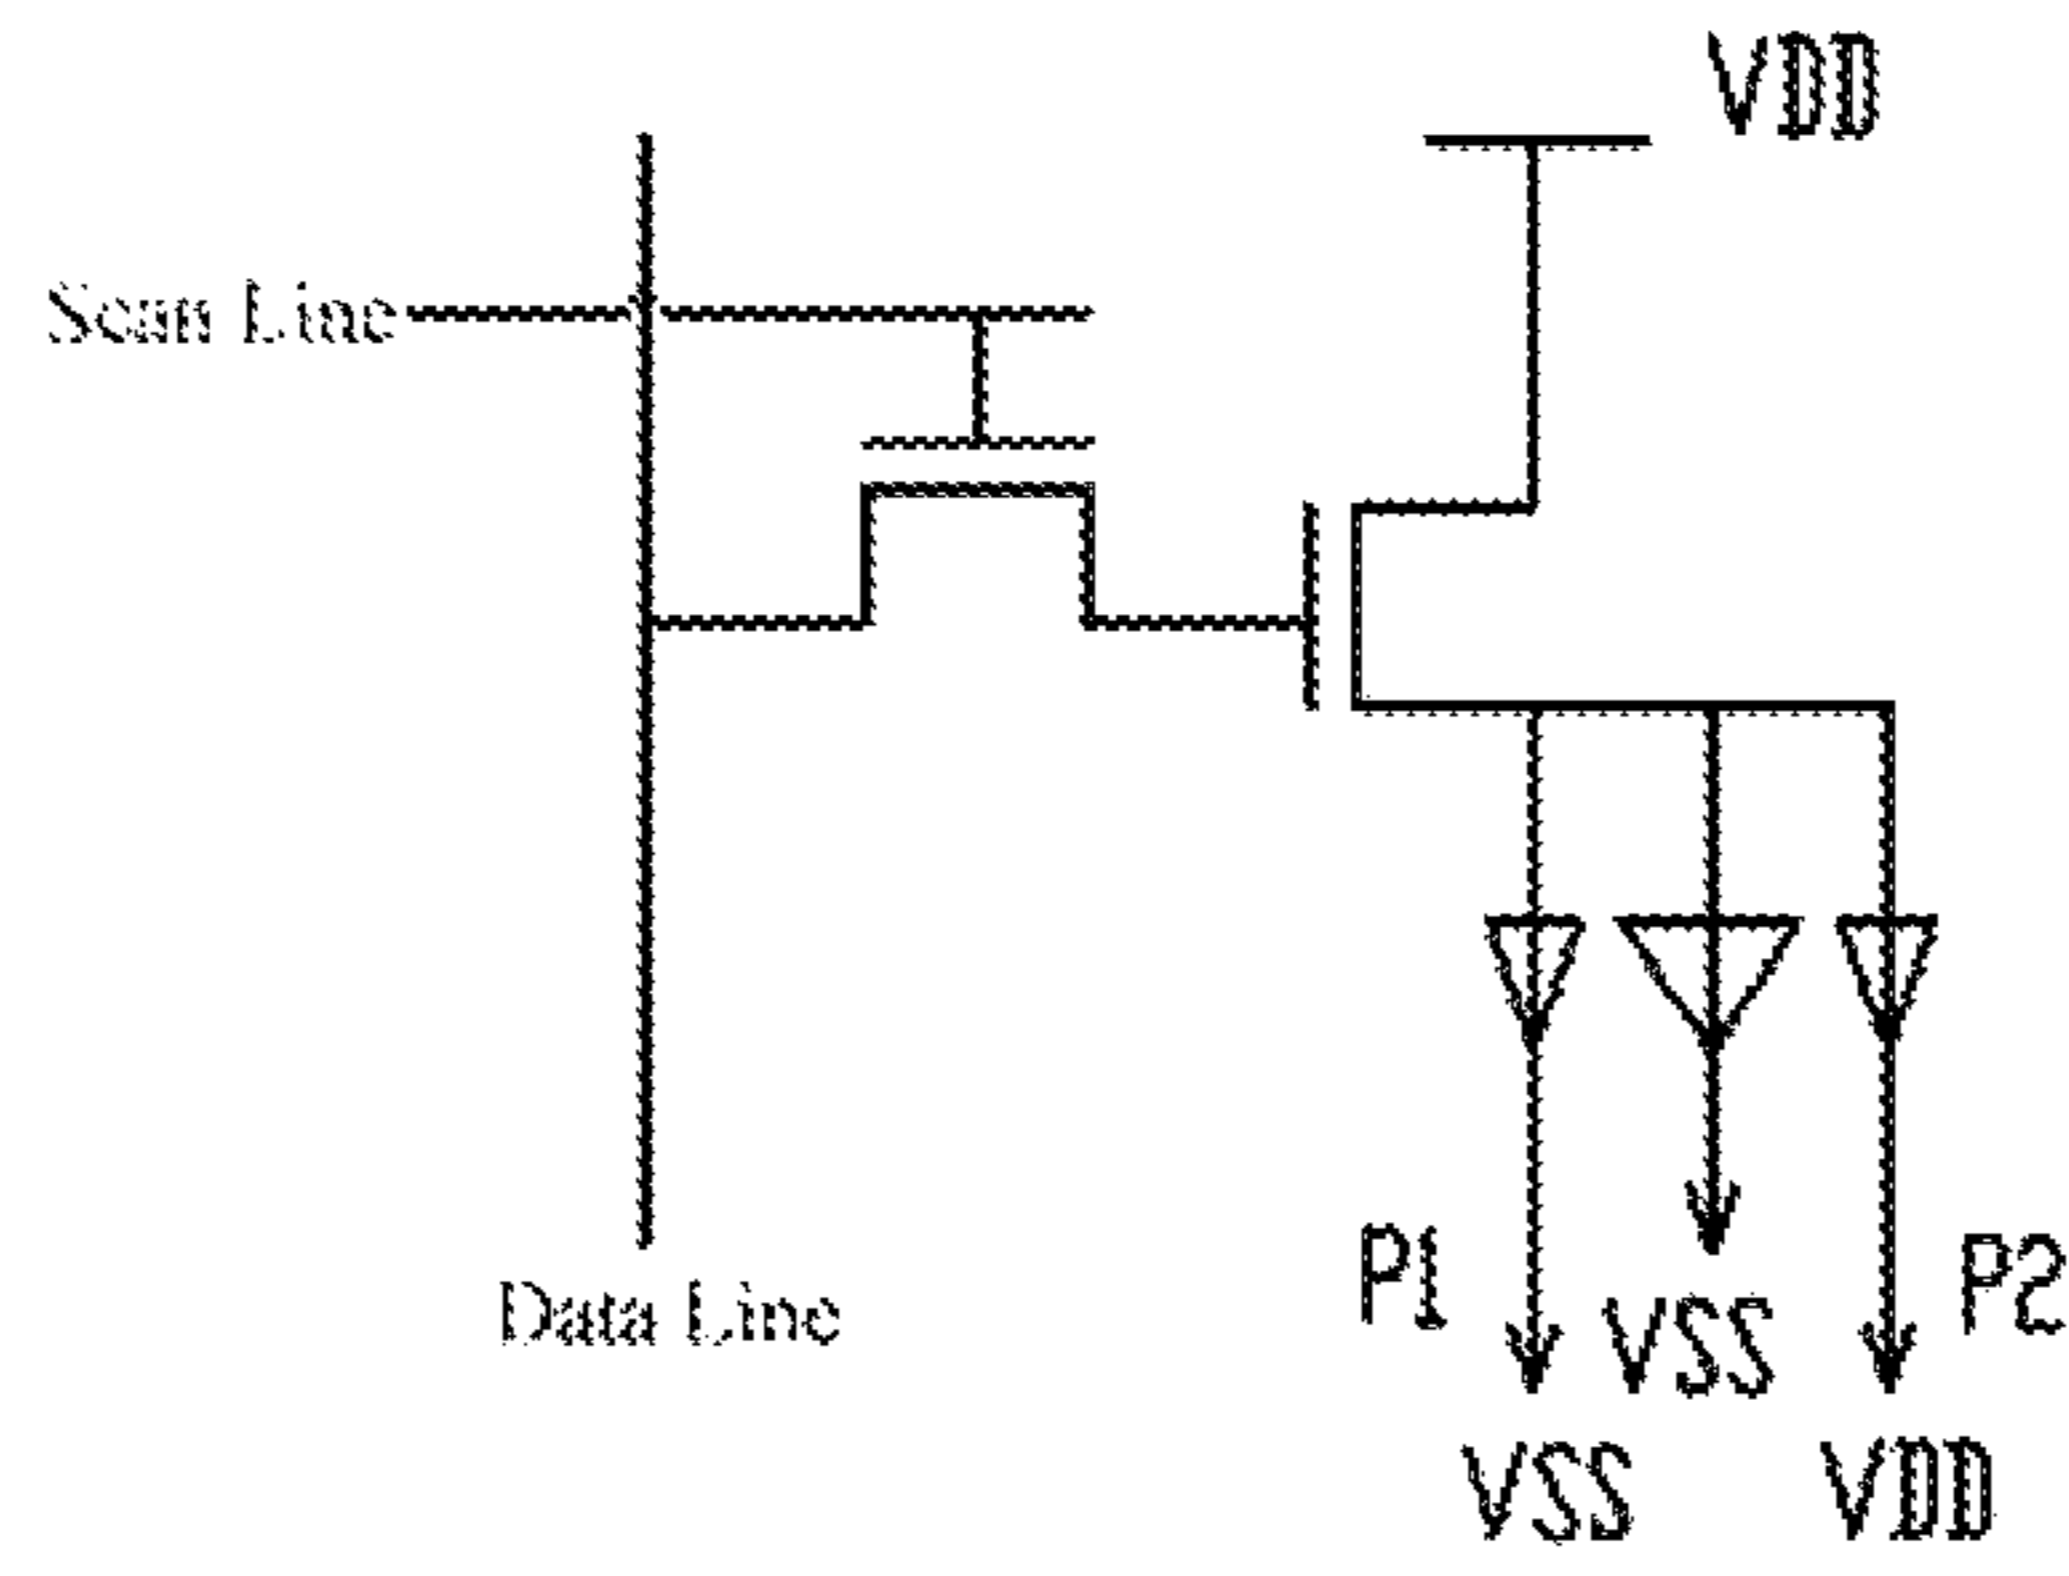 VDD
Scan Line
P1
P2
VSS
Data Line
VSS
VDD